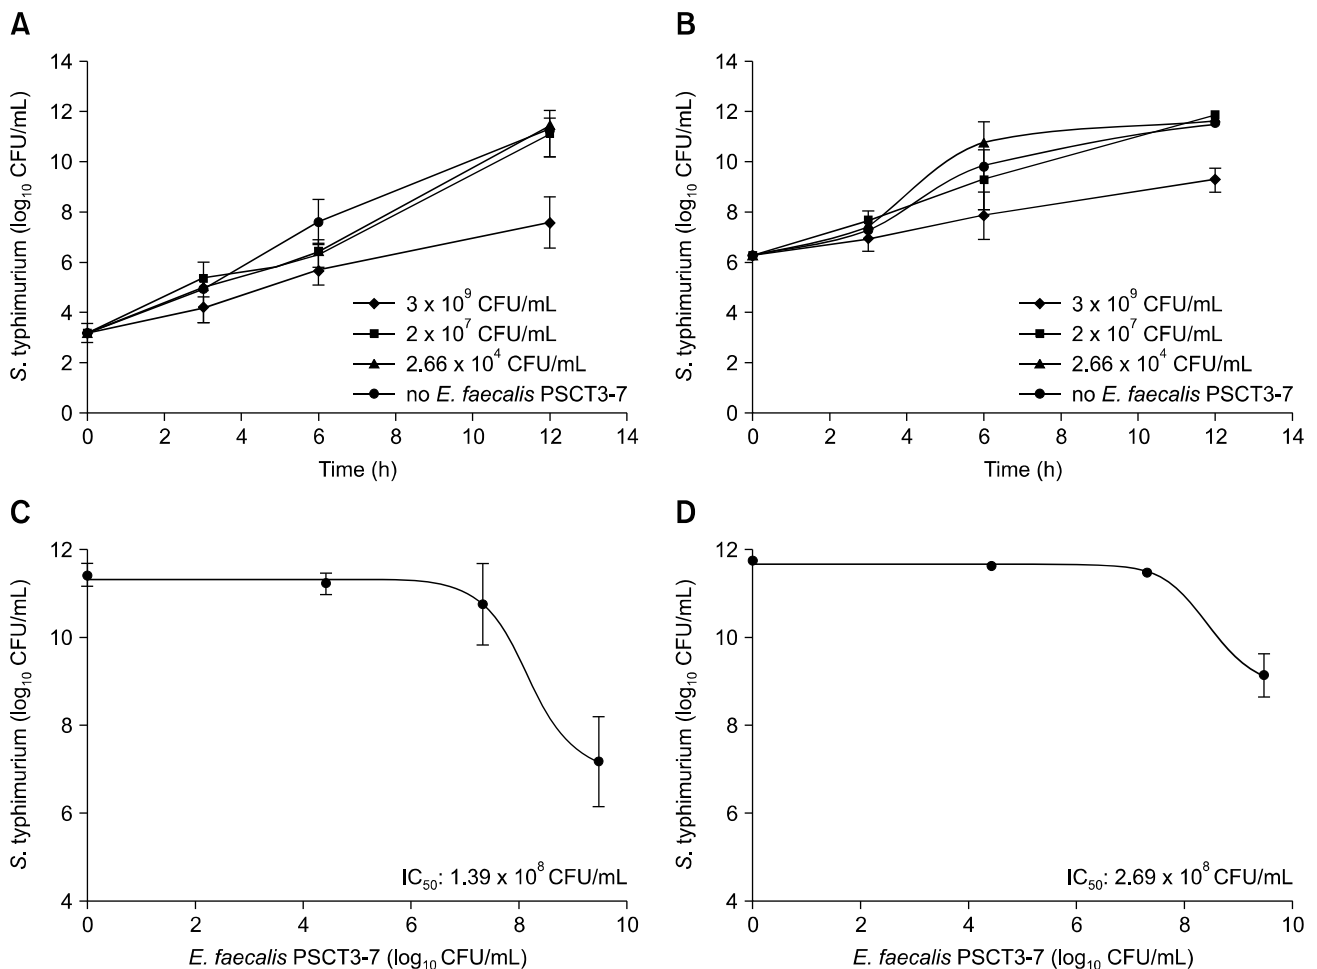 A
S. typhimurium (log10 CFU/mL)
14
12
10
8
6
4
2
0
3 x 10^9 CFU/mL
2 x 10^7 CFU/mL
2.66 x 10^4 CFU/mL
no E. faecalis PSCT3-7
0 2 4 6 8 10 12 14
Time (h)
B
S. typhimurium (log10 CFU/mL)
14
12
10
8
6
4
2
0
3 x 10^9 CFU/mL
2 x 10^7 CFU/mL
2.66 x 10^4 CFU/mL
no E. faecalis PSCT3-7
0 2 4 6 8 10 12 14
Time (h)
C
S. typhimurium (log10 CFU/mL)
12
10
8
6
4
IC50: 1.39 x 10^8 CFU/mL
0 2 4 6 8 10
E. faecalis PSCT3-7 (log10 CFU/mL)
D
S. typhimurium (log10 CFU/mL)
12
10
8
6
4
IC50: 2.69 x 10^8 CFU/mL
0 2 4 6 8 10
E. faecalis PSCT3-7 (log10 CFU/mL)